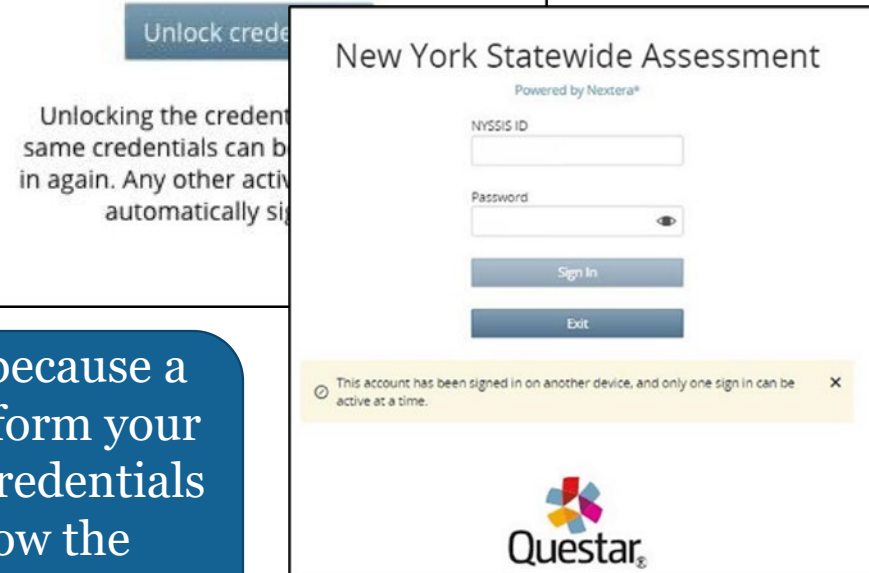 Unlock crede
Unlocking the credent
same credentials can b
in again. Any other activ
automatically sig
New York Statewide Assessment
Powered by Nextera®
NYSSIS ID
Password
Sign In
Exit
This account has been signed in on another device, and only one sign in can be
active at a time.
Questar®
because a
form your
redentials
ow the